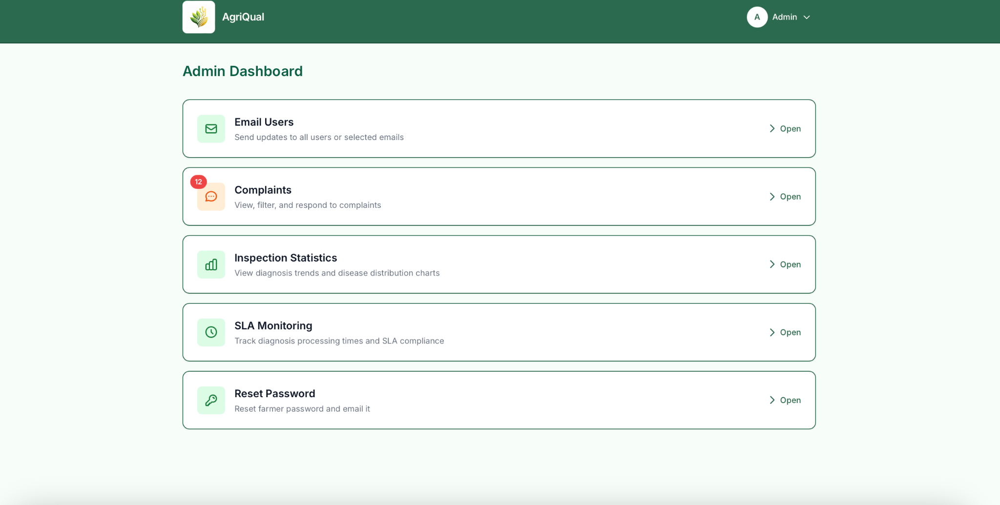 AgriQual
A
Admin
Admin Dashboard
Email Users
Send updates to all users or selected emails
Open
12
Complaints
View, filter, and respond to complaints
Open
Inspection Statistics
View diagnosis trends and disease distribution charts
Open
SLA Monitoring
Track diagnosis processing times and SLA compliance
Open
Reset Password
Reset farmer password and email it
Open